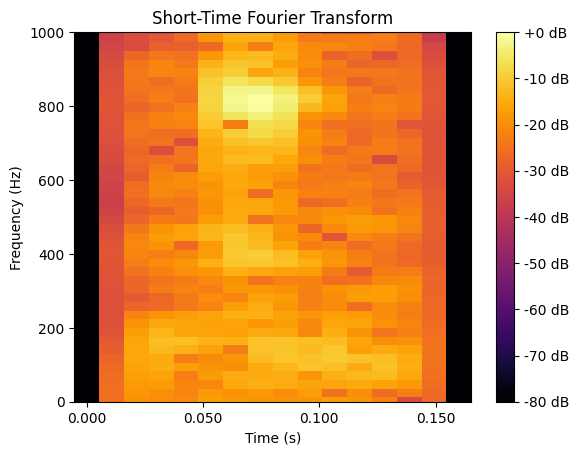 Short-Time Fourier Transform
Frequency (Hz)
1000
800
600
400
200
0
0.000
0.050
0.100
0.150
Time (s)
+0 dB
-10 dB
-20 dB
-30 dB
-40 dB
-50 dB
-60 dB
-70 dB
-80 dB